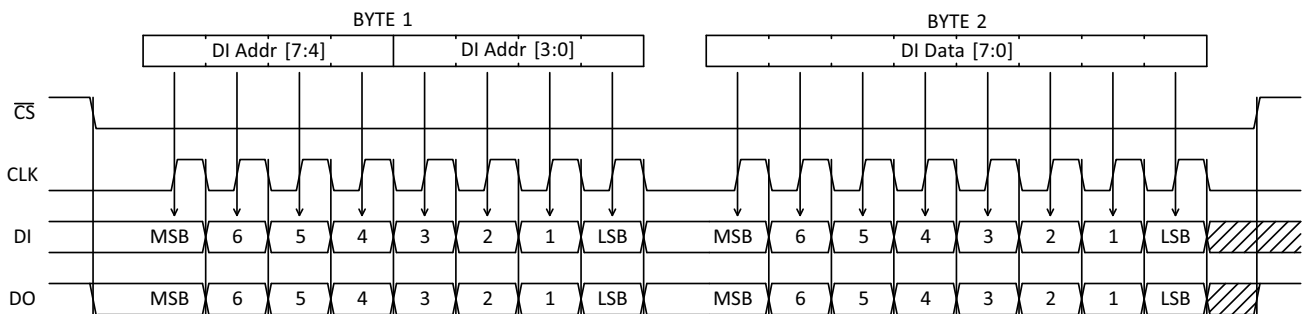 BYTE 1 BYTE 2
DI Addr [7:4] DI Addr [3:0] DI Data [7:0]
CS
CLK
DI MSB 6 5 4 3 2 1 LSB MSB 6 5 4 3 2 1 LSB
DO MSB 6 5 4 3 2 1 LSB MSB 6 5 4 3 2 1 LSB